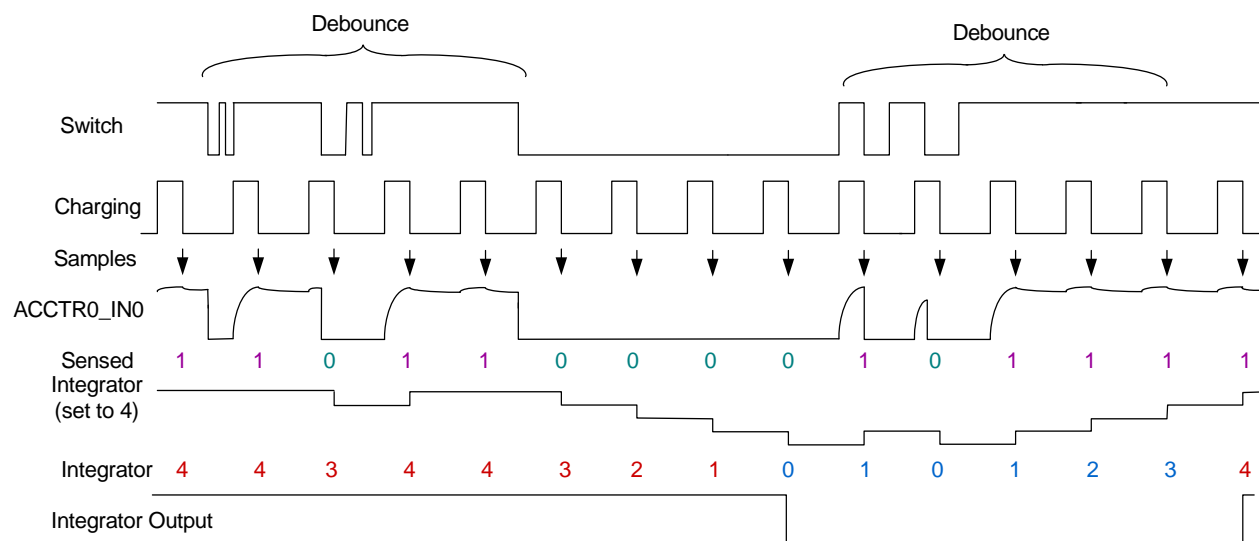 Debounce
Debounce
Switch
Charging
Samples
ACCTR0_IN0
Sensed 1 1 0 1 1 0 0 0 0 1 0 1 1 1 1
Integrator
(set to 4)
Integrator 4 4 3 4 4 3 2 1 0 1 0 1 2 3 4
Integrator Output